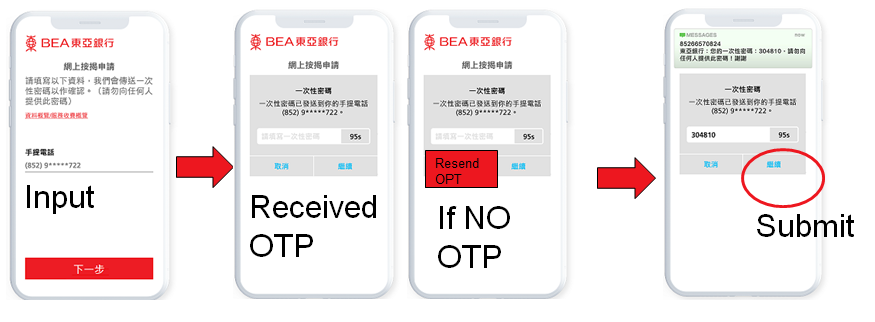 BEA東亞銀行
網上按揭申請
請填寫以下資料，我們會傳送一次
性密碼以作確認。（請勿向任何人
提供此密碼）
資料概覽/服務收費概覽
手提電話
(852) 9*****722
Input
下一步
BEA東亞銀行
網上按揭申請
一次性密碼
一次性密碼已發送到你的手提電話
(852) 9*****722。
請填寫一次性密碼
95s
取消
繼續
Received
OTP
BEA東亞銀行
網上按揭申請
一次性密碼
一次性密碼已發送到你的手提電話
(852) 9*****722。
請填寫一次性密碼
95s
Resend
OPT
繼續
If NO
OTP
MESSAGES
now
85266570824
東亞銀行：您的一次性密碼：304810，請勿向
任何人提供此密碼！謝謝
一次性密碼
一次性密碼已發送到你的手提電話
(852) 9*****722。
304810
95s
取消
繼續
Submit